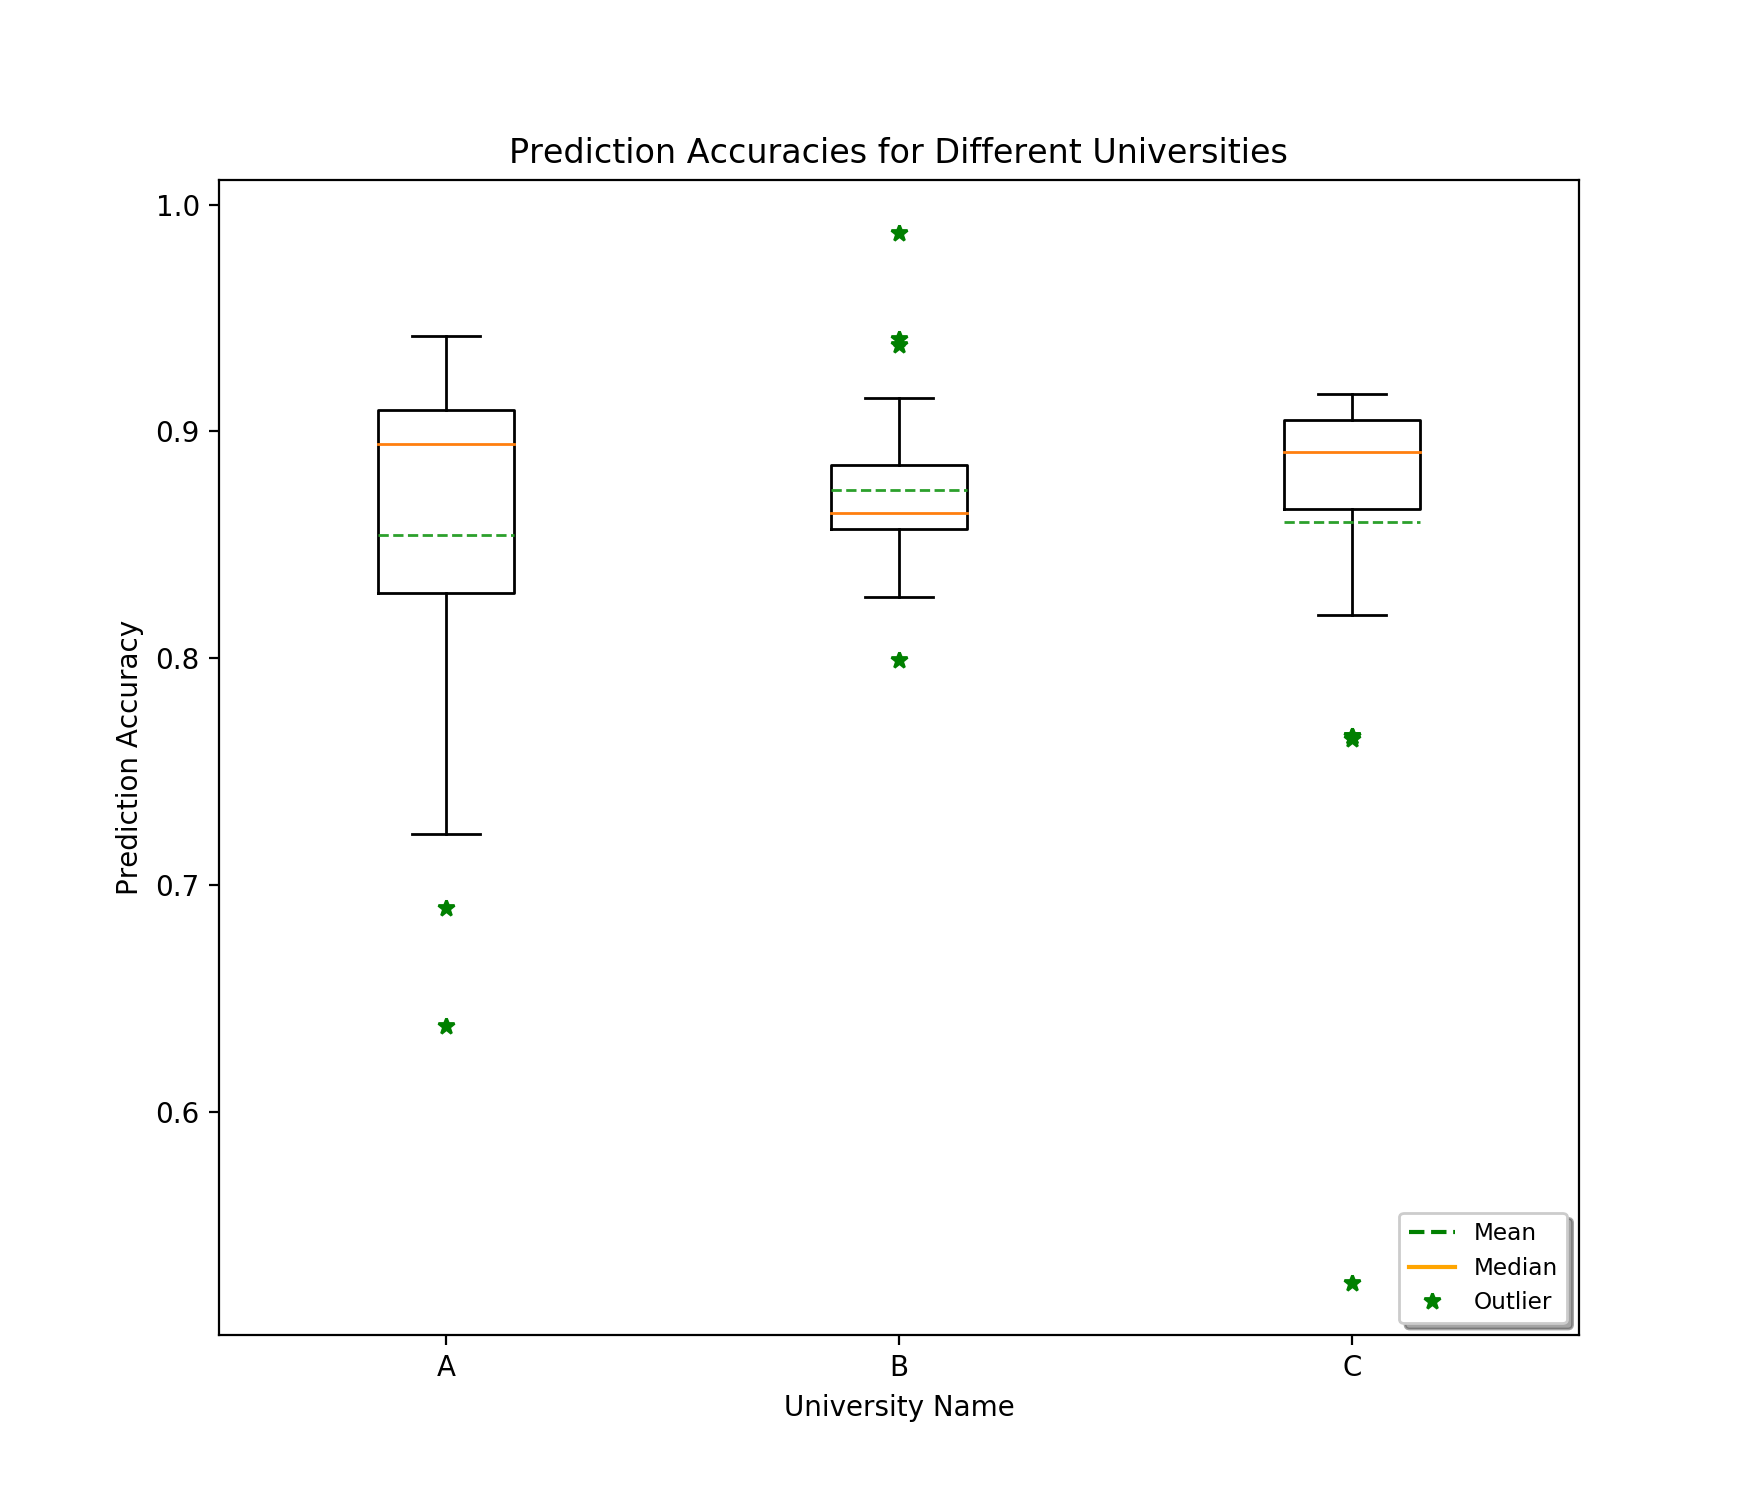 Prediction Accuracies for Different Universities
1.0
0.9
0.8
0.7
0.6
Prediction Accuracy
A
B
C
University Name
Mean
Median
Outlier